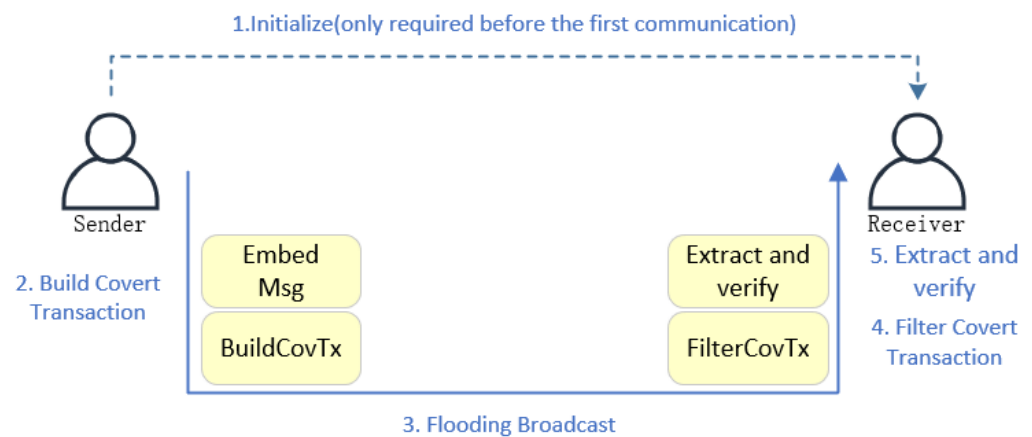 1.Initialize(only required before the first communication)
Sender
Receiver
2. Build Covert
Transaction
Embed
Msg
BuildCovTx
Extract and
verify
FilterCovTx
5. Extract and
verify
4. Filter Covert
Transaction
3. Flooding Broadcast